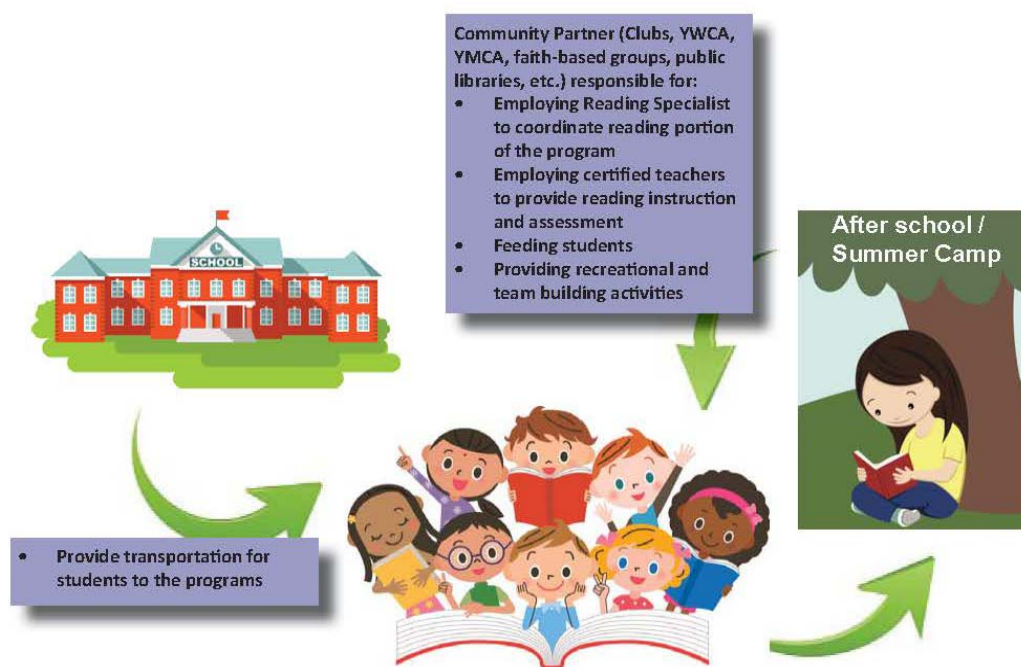 Community Partner (Clubs, YWCA,
YMCA, faith-based groups, public
libraries, etc.) responsible for:
• Employing Reading Specialist
to coordinate reading portion
of the program
• Employing certified teachers
to provide reading instruction
and assessment
• Feeding students
• Providing recreational and
team building activities
SCHOOL
After school /
Summer Camp
• Provide transportation for
students to the programs